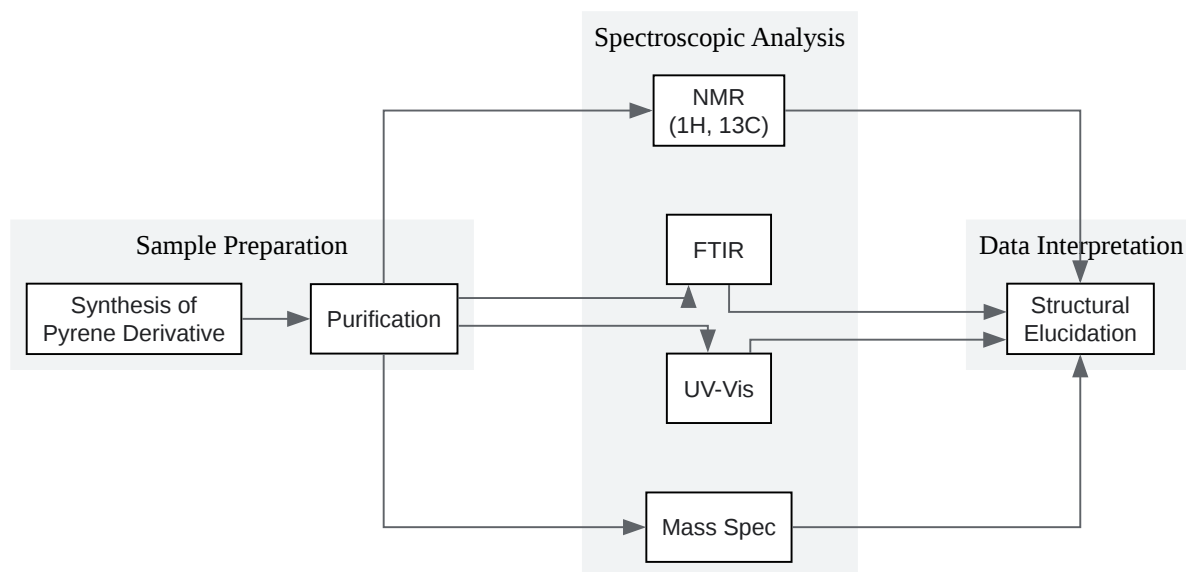 Spectroscopic Analysis
NMR
(1H, 13C)
Sample Preparation
FTIR
Data Interpretation
Synthesis of
Pyrene Derivative
Purification
Structural
Elucidation
UV-Vis
Mass Spec